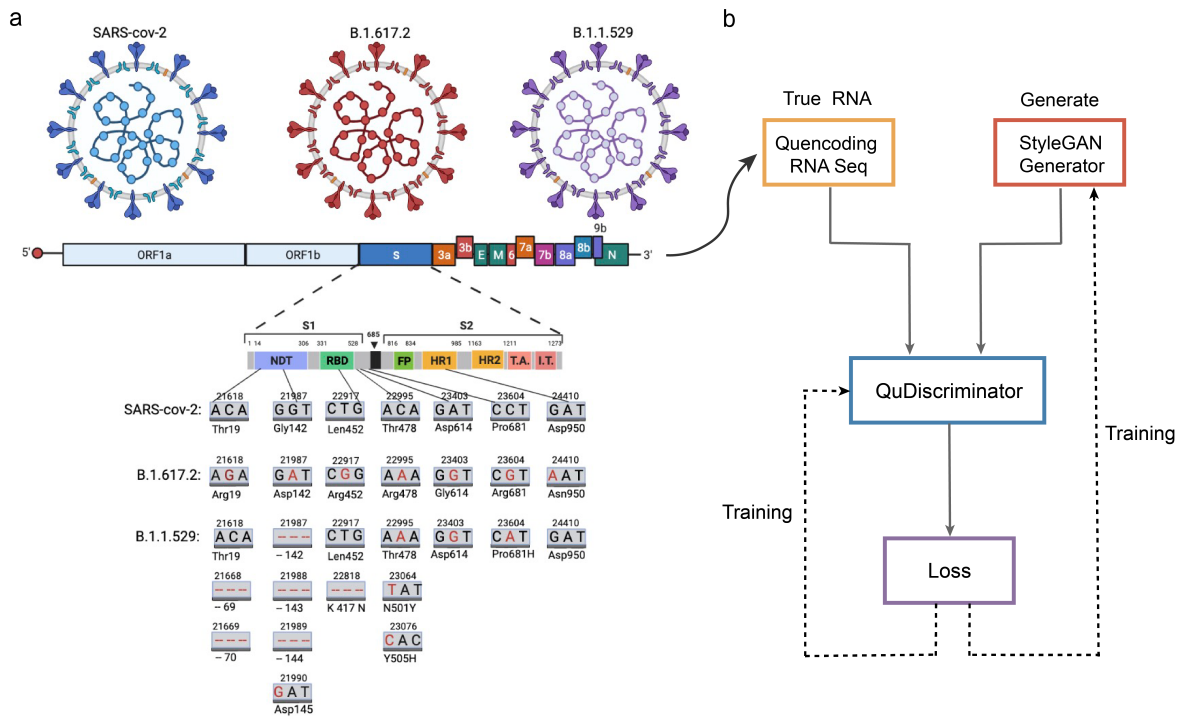 a
SARS-cov-2
B.1.617.2
B.1.1.529
5'
ORF1a
ORF1b
S
3a
3b
E
M
6
7a
7b
8a
8b
9b
N
3'
S1
685
S2
1 14 306 331 528 816 834 985 1163 1211 1273
NDT RBD FP HR1 HR2 T.A. I.T.
21618 21987 22917 22995 23403 23604 24410
SARS-cov-2: ACA GGT CTG ACA GAT CCT GAT
Thr19 Gly142 Len452 Thr478 Asp614 Pro681 Asp950
21618 21987 22917 22995 23403 23604 24410
B.1.617.2: AGA GAT CGG AAA GGT CGT AAT
Arg19 Asp142 Arg452 Arg478 Gly614 Arg681 Asn950
21618 21987 22917 22995 23403 23604 24410
B.1.1.529: ACA --- CTG AAA GGT CAT GAT
Thr19 – 142 Len452 Thr478 Asp614 Pro681H Asp950
21668 21988 22818 23064
--- --- --- TAT
– 69 – 143 K 417 N N501Y
21669 21989 23076
--- --- CAC
– 70 – 144 Y505H
21990
GAT
Asp145
b
True RNA
Quencoding
RNA Seq
Generate
StyleGAN
Generator
QuDiscriminator
Training
Training
Loss